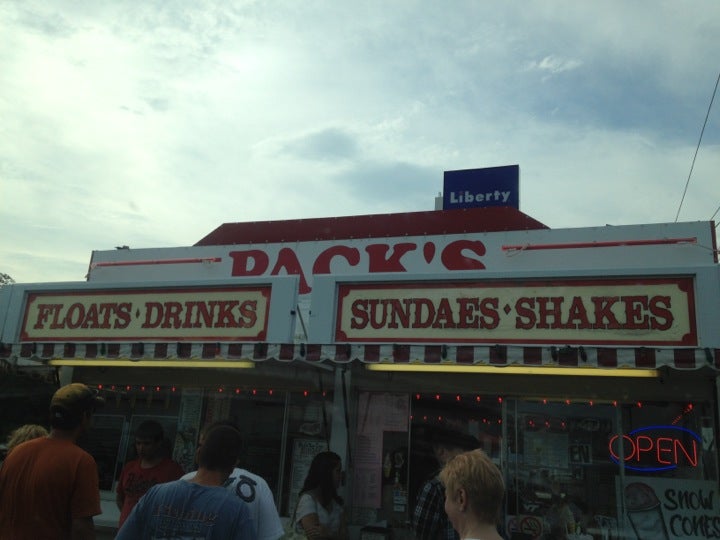 Liberty
PACK'S
FLOATS · DRINKS
SUNDAES · SHAKES
OPEN
SNOW
CONES